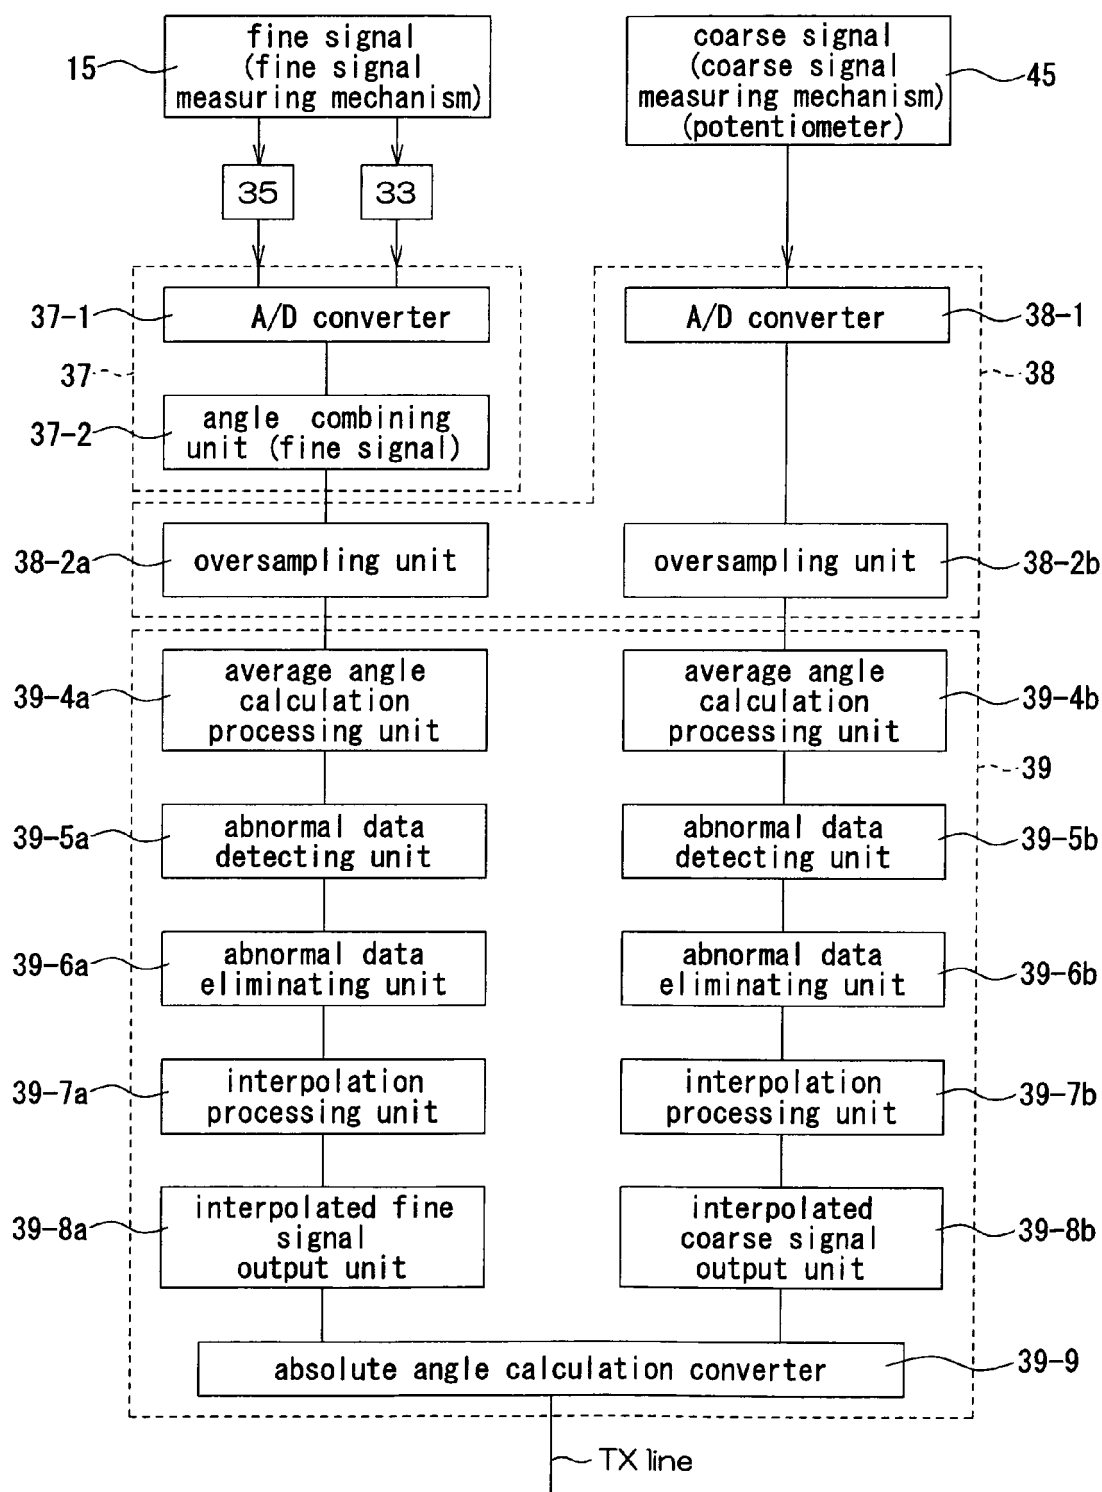 fine signal
(fine signal
measuring mechanism)
15
coarse signal
(coarse signal
measuring mechanism)
(potentiometer)
45
35
33
37-1
A/D converter
A/D converter
38-1
37
38
37-2
angle combining
unit (fine signal)
38-2a
oversampling unit
oversampling unit
38-2b
39-4a
average angle
calculation
processing unit
average angle
calculation
processing unit
39-4b
39
39-5a
abnormal data
detecting unit
abnormal data
detecting unit
39-5b
39-6a
abnormal data
eliminating unit
abnormal data
eliminating unit
39-6b
39-7a
interpolation
processing unit
interpolation
processing unit
39-7b
39-8a
interpolated fine
signal
output unit
interpolated
coarse signal
output unit
39-8b
absolute angle calculation converter
39-9
TX line